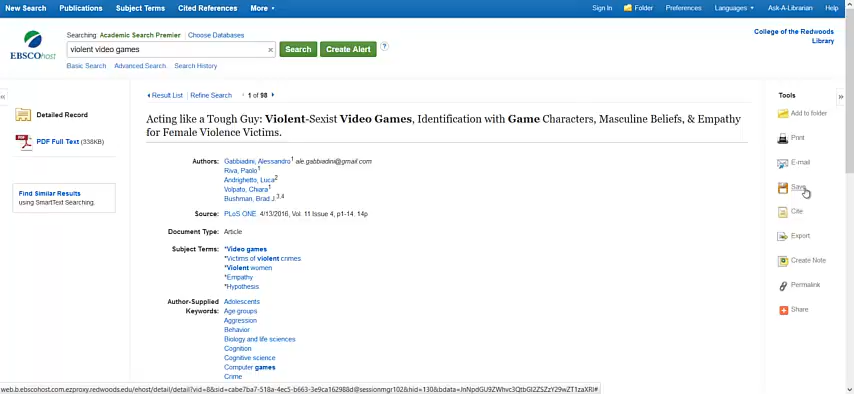 New Search Publications Subject Terms Cited References More
Sign In Folder Preferences Languages Ask-A-Librarian Help
EBSCOhost
Searching: Academic Search Premier Choose Databases
violent video games × Search Create Alert ?
Basic Search Advanced Search Search History
College of the Redwoods
Library
Detailed Record
PDF Full Text (338KB)
Find Similar Results
using SmartText Searching.
Result List Refine Search 1 of 98
Acting like a Tough Guy: Violent-Sexist Video Games, Identification with Game Characters, Masculine Beliefs, & Empathy
for Female Violence Victims.
Authors: Gabbiadini, Alessandro1 ale.gabbiadini@gmail.com
Riva, Paolo1
Andrighetto, Luca2
Volpato, Chiara1
Bushman, Brad J.3,4
Source: PLoS ONE. 4/13/2016, Vol. 11 Issue 4, p1-14. 14p.
Document Type: Article
Subject Terms: *Video games
*Victims of violent crimes
*Violent women
*Empathy
*Hypothesis
Author-Supplied Adolescents
Keywords: Age groups
Aggression
Behavior
Biology and life sciences
Cognition
Cognitive science
Computer games
Crime
Tools
Add to folder
Print
E-mail
Save
Cite
Export
Create Note
Permalink
Share